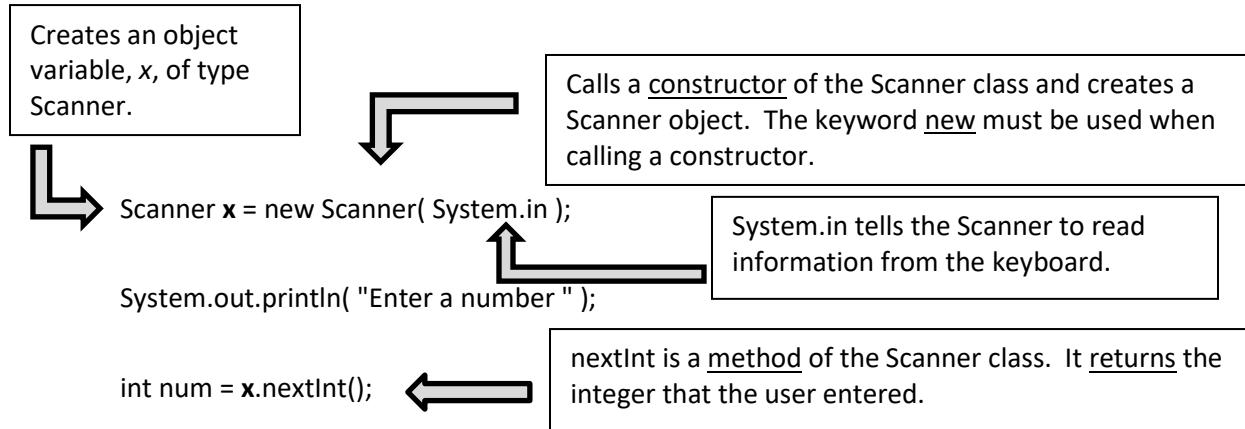 Creates an object
variable, x, of type
Scanner.
Calls a constructor of the Scanner class and creates a
Scanner object. The keyword new must be used when
calling a constructor.
Scanner x = new Scanner( System.in );
System.in tells the Scanner to read
information from the keyboard.
System.out.println( "Enter a number " );
nextInt is a method of the Scanner class. It returns the
integer that the user entered.
int num = x.nextInt();